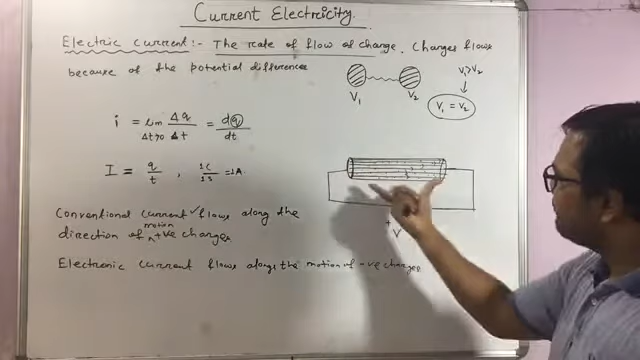 Current Electricity.
Electric Current:- The rate of flow of charge. Charges flows
because of the potential differences
V₁ V₂
V₁>V₂
V₁ = V₂
i = lim Δq/Δt = dq/dt
Δt→0
I = q/t , 1C/1s = 1A
Conventional current flows along the
direction of motion +ve charges
+
V
Electronic current flows along the motion of -ve charges